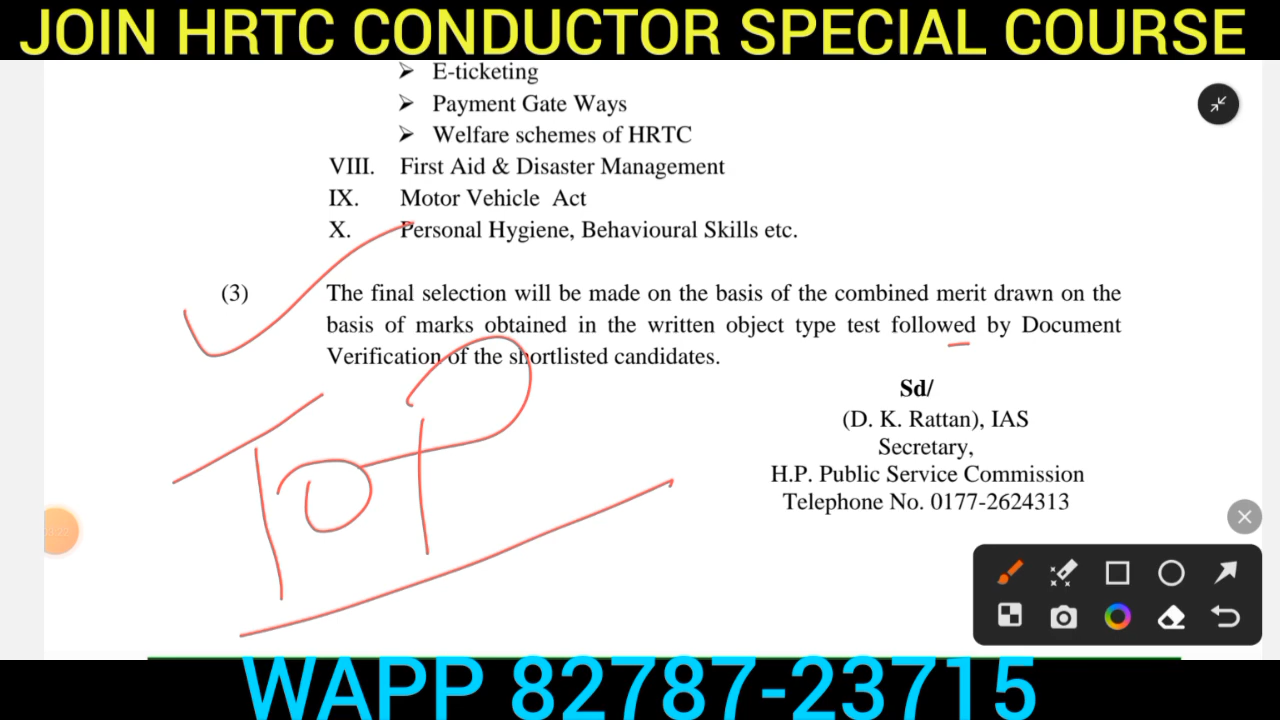 JOIN HRTC CONDUCTOR SPECIAL COURSE
➢ E-ticketing
➢ Payment Gate Ways
➢ Welfare schemes of HRTC
VIII. First Aid & Disaster Management
IX. Motor Vehicle Act
X. Personal Hygiene, Behavioural Skills etc.
(3) The final selection will be made on the basis of the combined merit drawn on the
basis of marks obtained in the written object type test followed by Document
Verification of the shortlisted candidates.
Sd/
(D. K. Rattan), IAS
Secretary,
H.P. Public Service Commission
Telephone No. 0177-2624313
TOP
WAPP 82787-23715